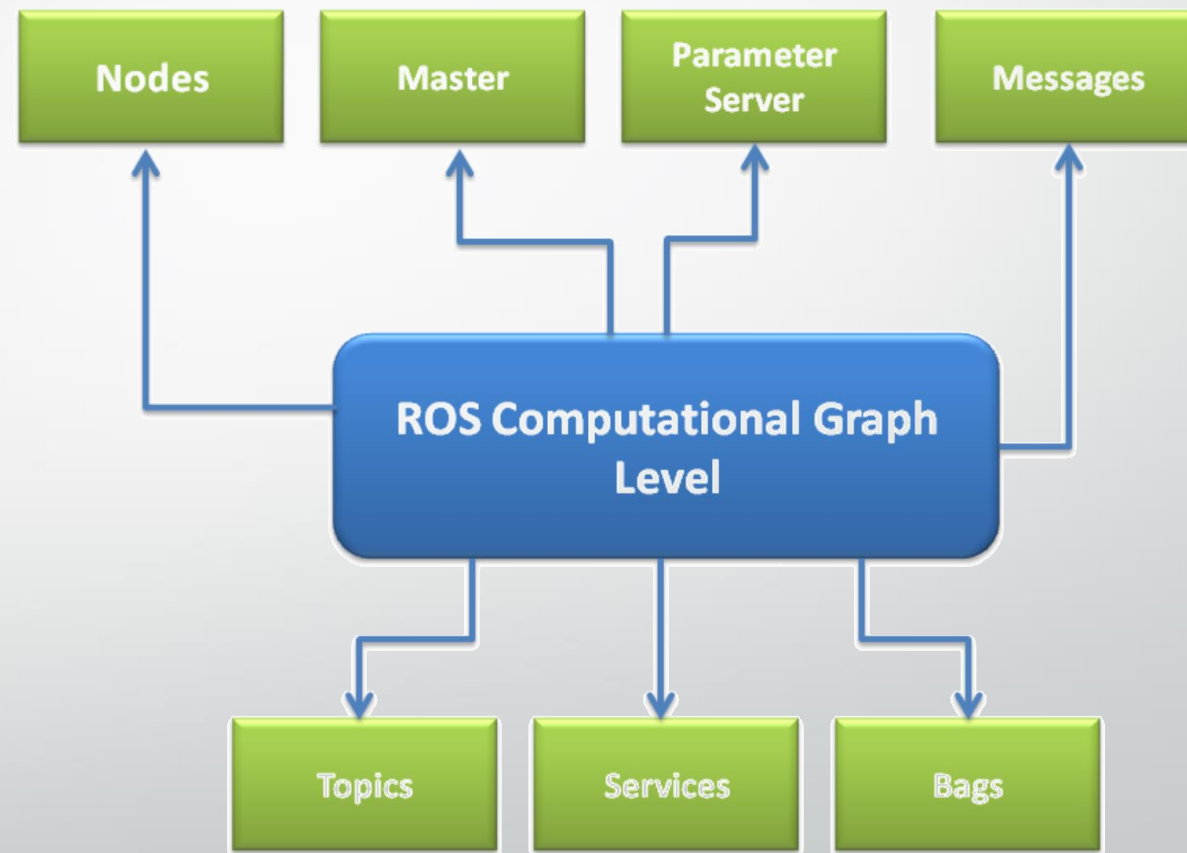 Nodes
Master
Parameter
Server
Messages
ROS Computational Graph
Level
Topics
Services
Bags